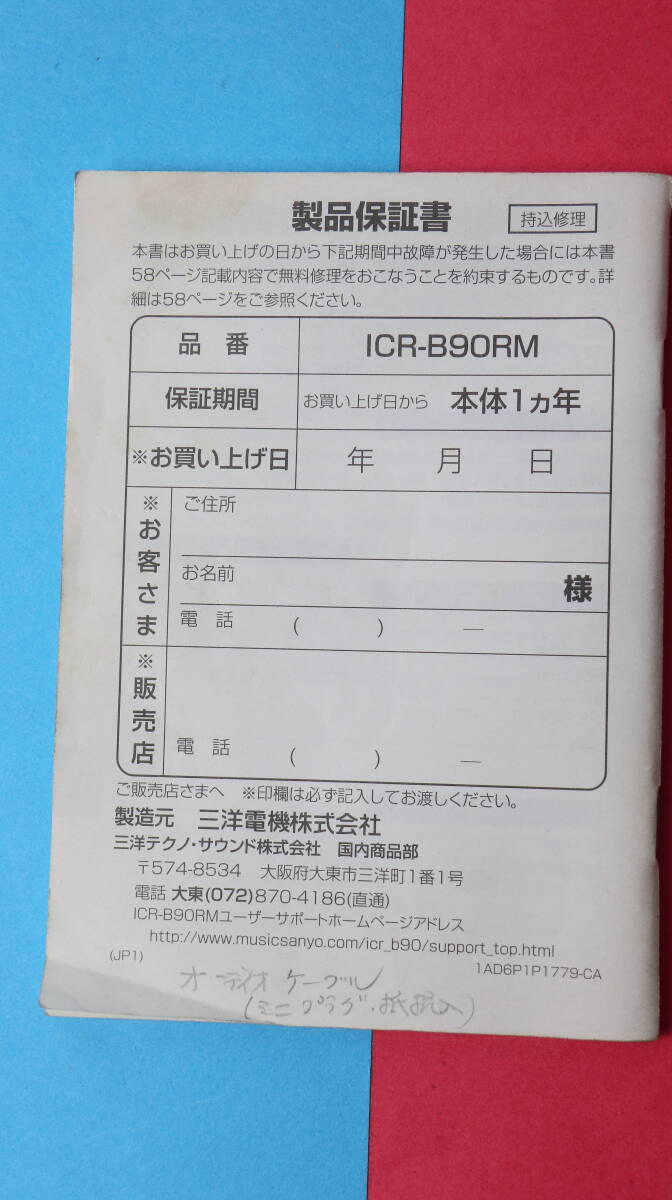 製品保証書 持込修理
本書はお買い上げの日から下記期間中故障が発生した場合には本書
58ページ記載内容で無料修理をおこなうことを約束するものです。詳
細は58ページをご参照ください。
品番 ICR-B90RM
保証期間 お買い上げ日から 本体1ヵ年
※お買い上げ日 年 月 日
※お客さま
ご住所
お名前 様
電話 ( ) —
※販売店
電話 ( ) —
ご販売店さまへ ※印欄は必ず記入してお渡しください。
製造元 三洋電機株式会社
三洋テクノ・サウンド株式会社 国内商品部
〒574-8534 大阪府大東市三洋町1番1号
電話 大東(072)870-4186(直通)
ICR-B90RMユーザーサポートホームページアドレス
http://www.musicsanyo.com/icr_b90/support_top.html
(JP1) 1AD6P1P1779-CA
オーディオケーブル
(ミニプラグ・抵抗入)